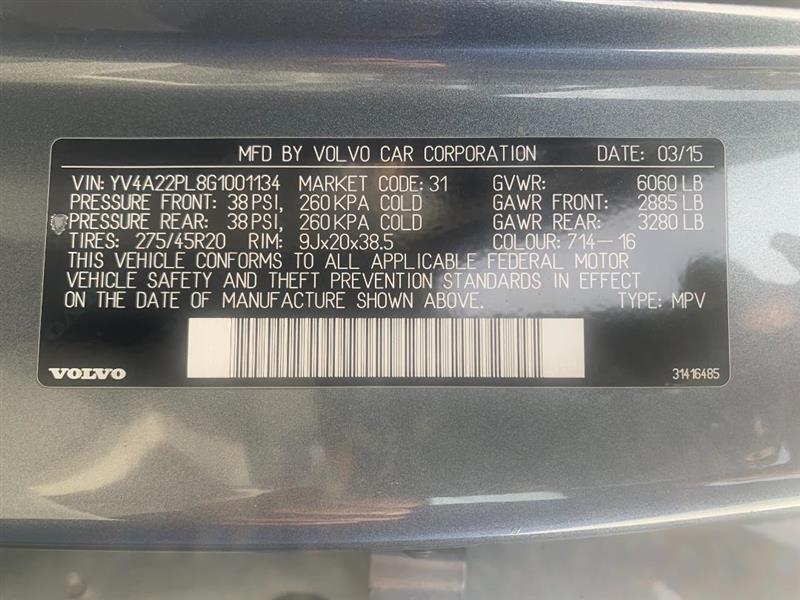 MFD BY VOLVO CAR CORPORATION DATE: 03/15
VIN: YV4A22PL8G1001134 MARKET CODE: 31 GVWR: 6060 LB
PRESSURE FRONT: 38 PSI, 260 KPA COLD GAWR FRONT: 2885 LB
PRESSURE REAR: 38 PSI, 260 KPA COLD GAWR REAR: 3280 LB
TIRES: 275/45R20 RIM: 9Jx20x38.5 COLOUR: 714-16
THIS VEHICLE CONFORMS TO ALL APPLICABLE FEDERAL MOTOR
VEHICLE SAFETY AND THEFT PREVENTION STANDARDS IN EFFECT
ON THE DATE OF MANUFACTURE SHOWN ABOVE. TYPE: MPV
VOLVO 31416485